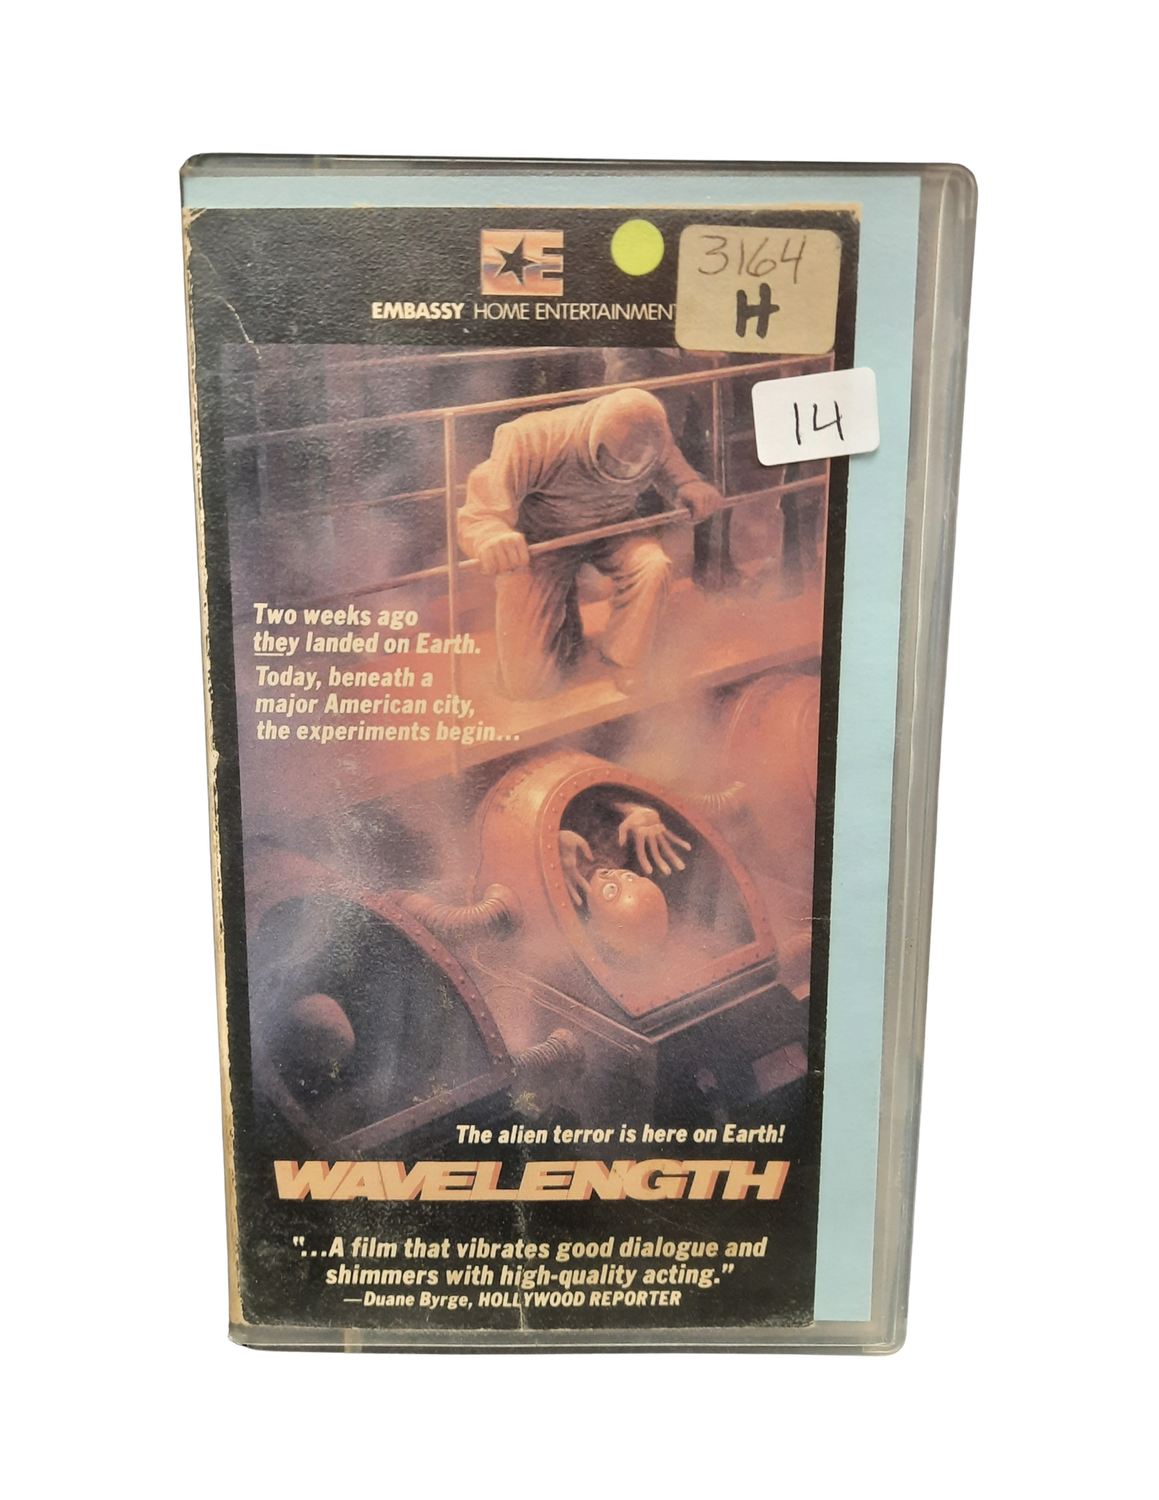 E
EMBASSY HOME ENTERTAINMENT
3164
H
14
Two weeks ago
they landed on Earth.
Today, beneath a
major American city,
the experiments begin...
The alien terror is here on Earth!
WAVELENGTH
"...A film that vibrates good dialogue and
shimmers with high-quality acting."
—Duane Byrge, HOLLYWOOD REPORTER